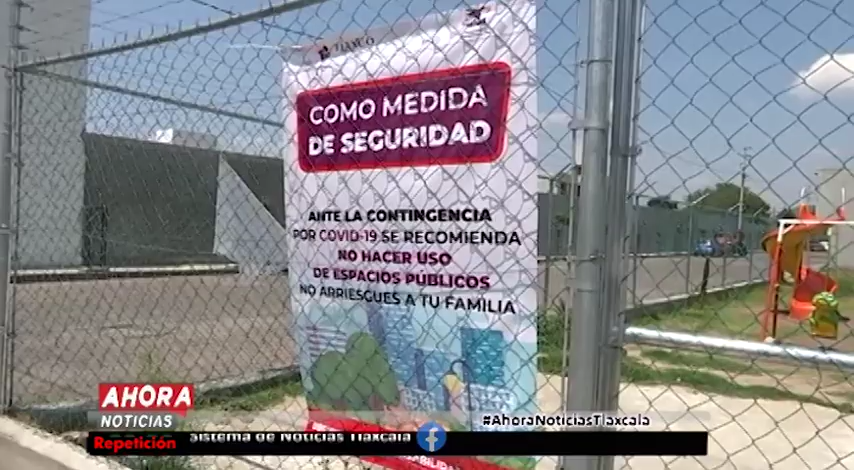 TLAXCO
COMO MEDIDA
DE SEGURIDAD
ANTE LA CONTINGENCIA
POR COVID-19 SE RECOMIENDA
NO HACER USO
DE ESPACIOS PÚBLICOS
NO ARRIESGUES A TU FAMILIA
AHORA
NOTICIAS
#AhoraNoticiasTlaxcala
Repetición
Sistema de Noticias Tlaxcala